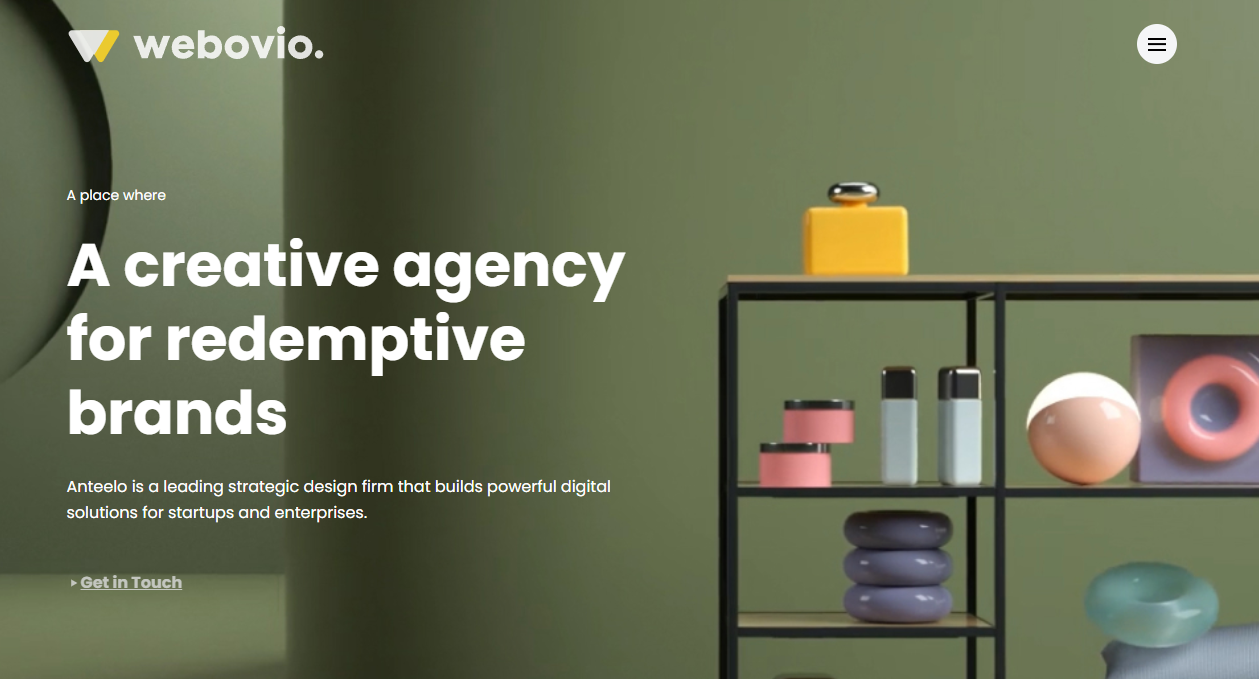 webovio.
A place where
A creative agency
for redemptive
brands
Anteelo is a leading strategic design firm that builds powerful digital
solutions for startups and enterprises.
Get in Touch